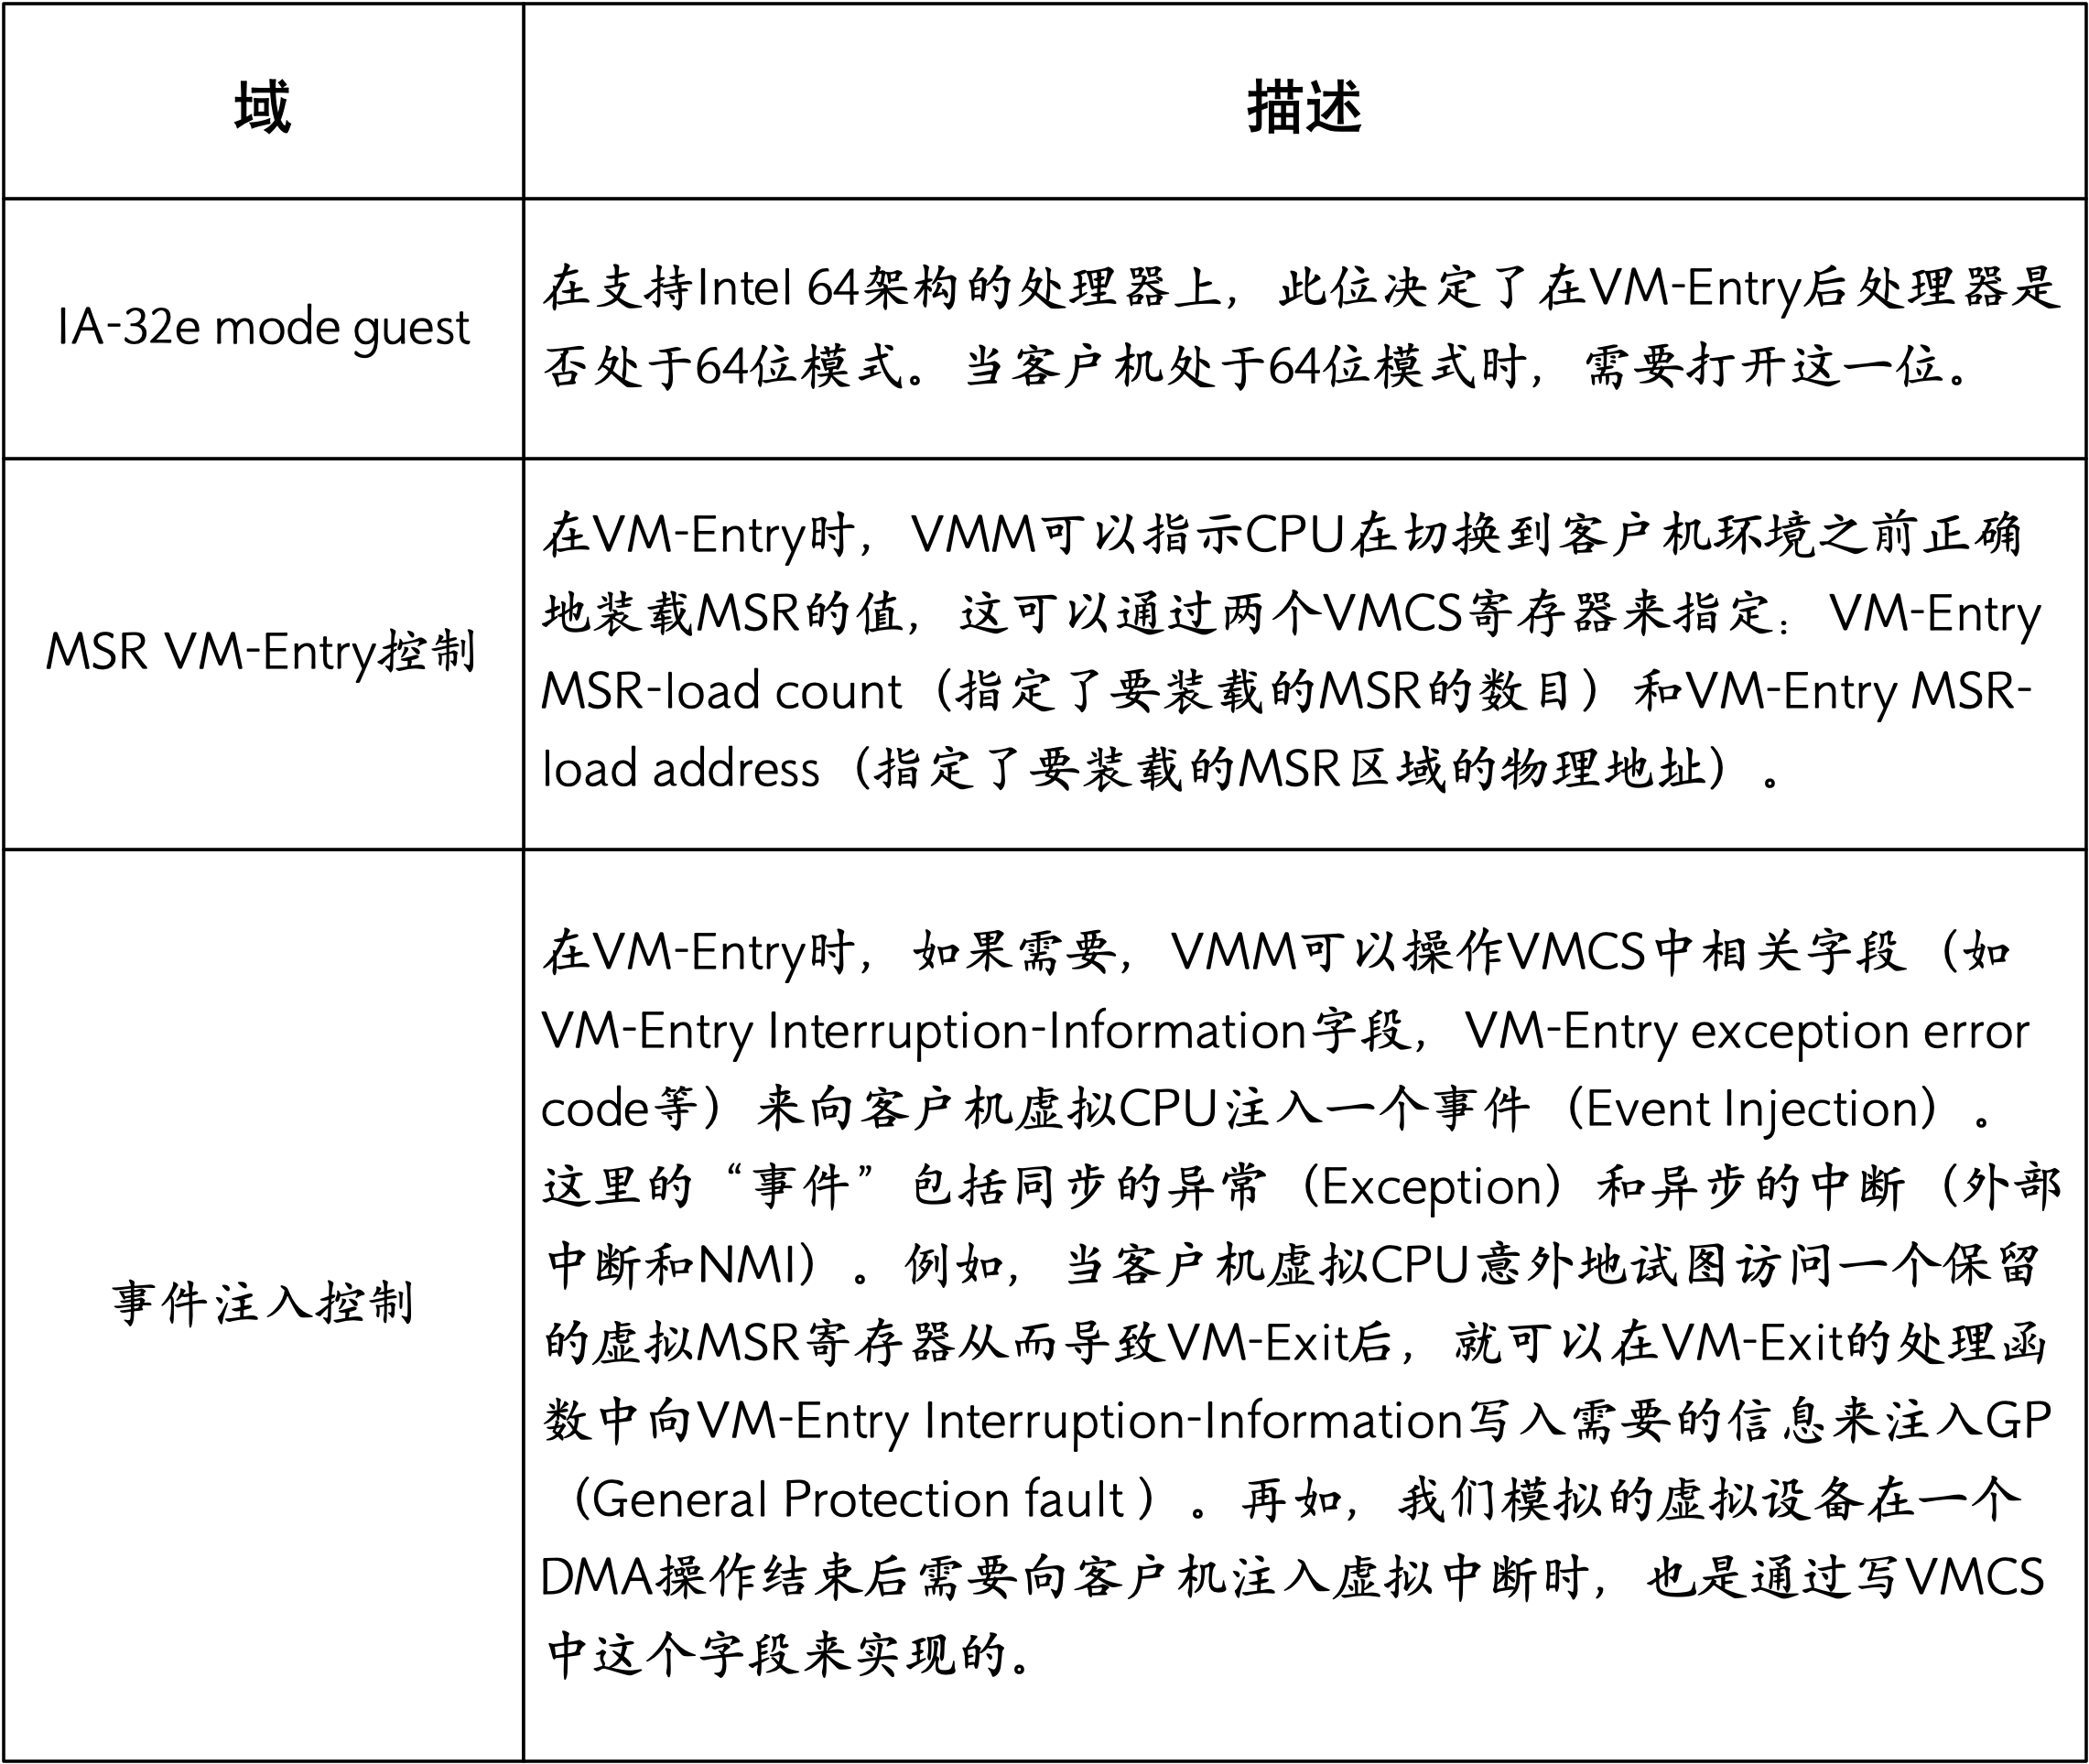 域
描述
IA-32e mode guest
在支持Intel 64架构的处理器上，此位决定了在VM-Entry后处理器是
否处于64位模式。当客户机处于64位模式时，需要打开这一位。
MSR VM-Entry控制
在VM-Entry时，VMM可以指示CPU在切换到客户机环境之前正确
地装载MSR的值，这可以通过两个VMCS寄存器来指定：VM-Entry
MSR-load count（指定了要装载的MSR的数目）和VM-Entry MSR-
load address（指定了要装载的MSR区域的物理地址）。
事件注入控制
在VM-Entry时，如果需要，VMM可以操作VMCS中相关字段（如
VM-Entry Interruption-Information字段，VM-Entry exception error
code等）来向客户机虚拟CPU注入一个事件（Event Injection）。
这里的“事件”包括同步的异常（Exception）和异步的中断（外部
中断和NMI）。例如，当客户机虚拟CPU意外地试图访问一个保留
的虚拟MSR寄存器从而导致VM-Exit后，就可以在VM-Exit的处理函
数中向VM-Entry Interruption-Information写入需要的信息来注入GP
（General Protection fault ）。再如，我们模拟的虚拟设备在一个
DMA操作结束后需要向客户机注入虚拟中断时，也是通过写VMCS
中这个字段来实现的。